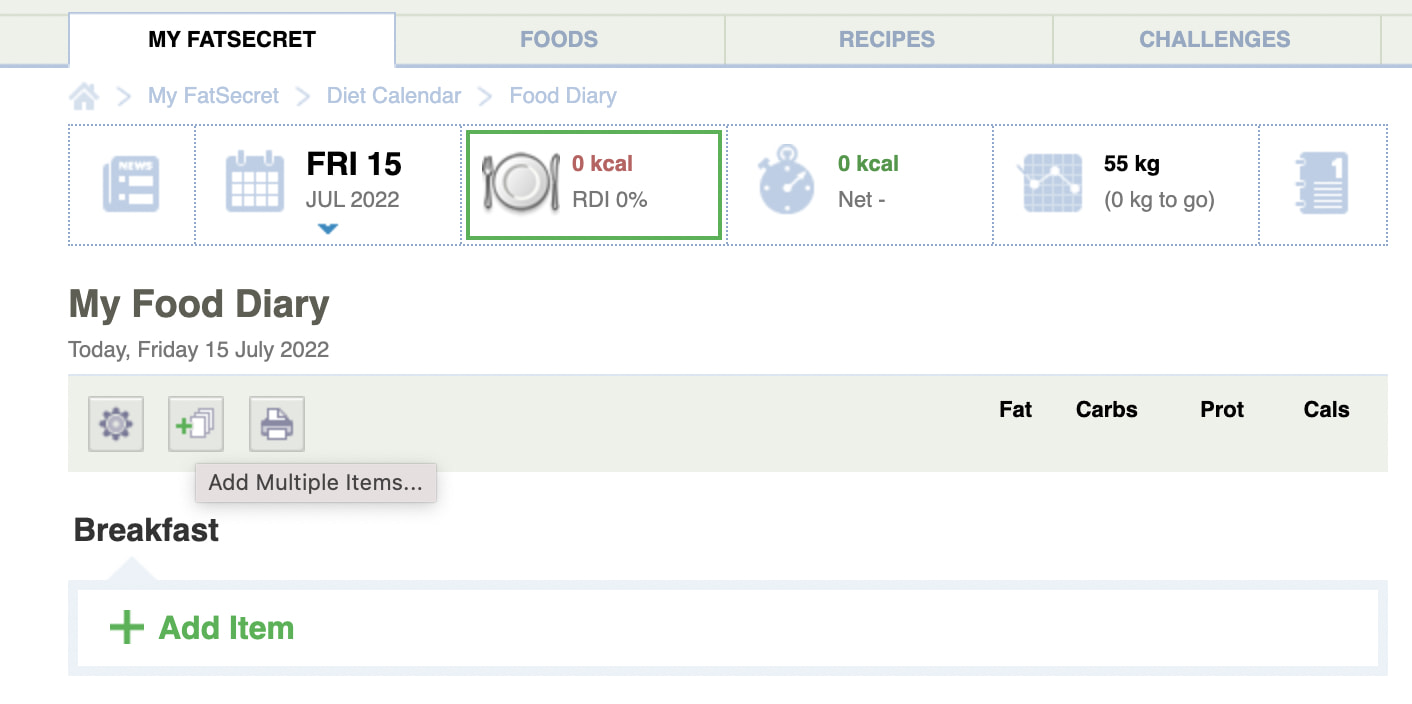 MY FATSECRET
FOODS
RECIPES
CHALLENGES
My FatSecret
Diet Calendar
Food Diary
NEWS
FRI 15
JUL 2022
0 kcal
RDI 0%
0 kcal
Net -
55 kg
(0 kg to go)
1
My Food Diary
Today, Friday 15 July 2022
Fat Carbs Prot Cals
Add Multiple Items...
Breakfast
Add Item